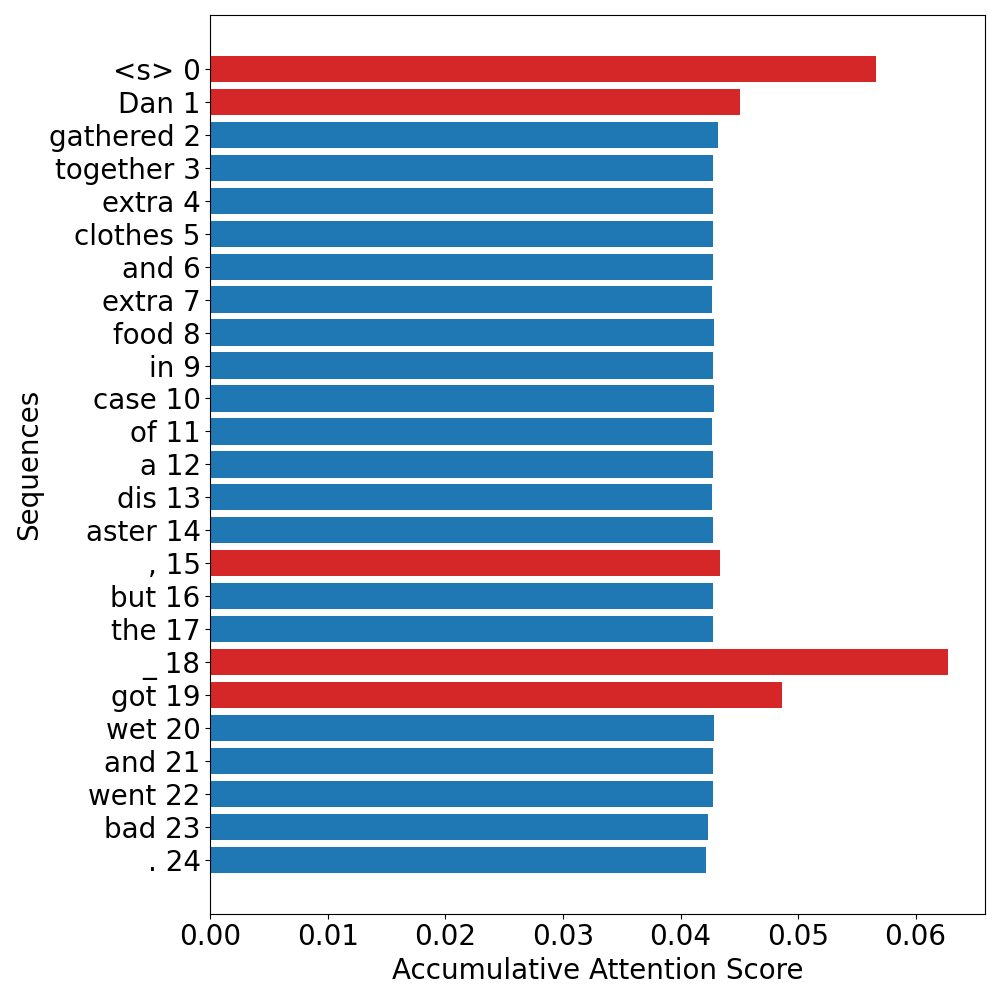 <s> 0
Dan 1
gathered 2
together 3
extra 4
clothes 5
and 6
extra 7
food 8
in 9
case 10
of 11
a 12
dis 13
aster 14
, 15
but 16
the 17
_ 18
got 19
wet 20
and 21
went 22
bad 23
. 24
Sequences
0.00 0.01 0.02 0.03 0.04 0.05 0.06
Accumulative Attention Score